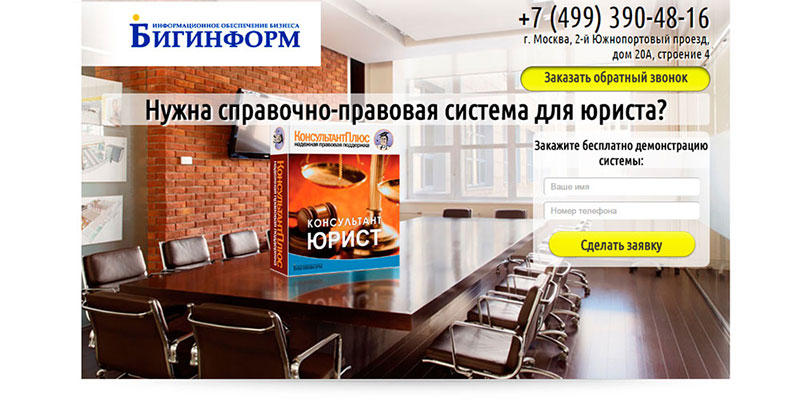 ИНФОРМАЦИОННОЕ ОБЕСПЕЧЕНИЕ БИЗНЕСА
БИГИНФОРМ
+7 (499) 390-48-16
г. Москва, 2-й Южнопортовый проезд,
дом 20А, строение 4
Заказать обратный звонок
Нужна справочно-правовая система для юриста?
КОНСУЛЬТАНТПЛЮС
надежная правовая поддержка
КОНСУЛЬТАНТПЛЮС
КОНСУЛЬТАНТ
ЮРИСТ
Закажите бесплатно демонстрацию
системы:
Ваше имя
Номер телефона
Сделать заявку